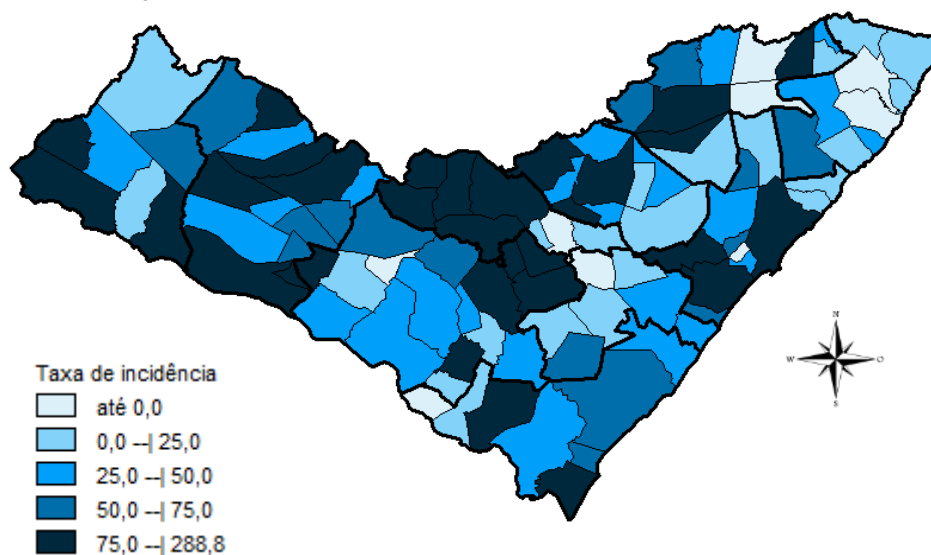 N
W
O
S
Taxa de incidência
até 0,0
0,0 --| 25,0
25,0 --| 50,0
50,0 --| 75,0
75,0 --| 288,8